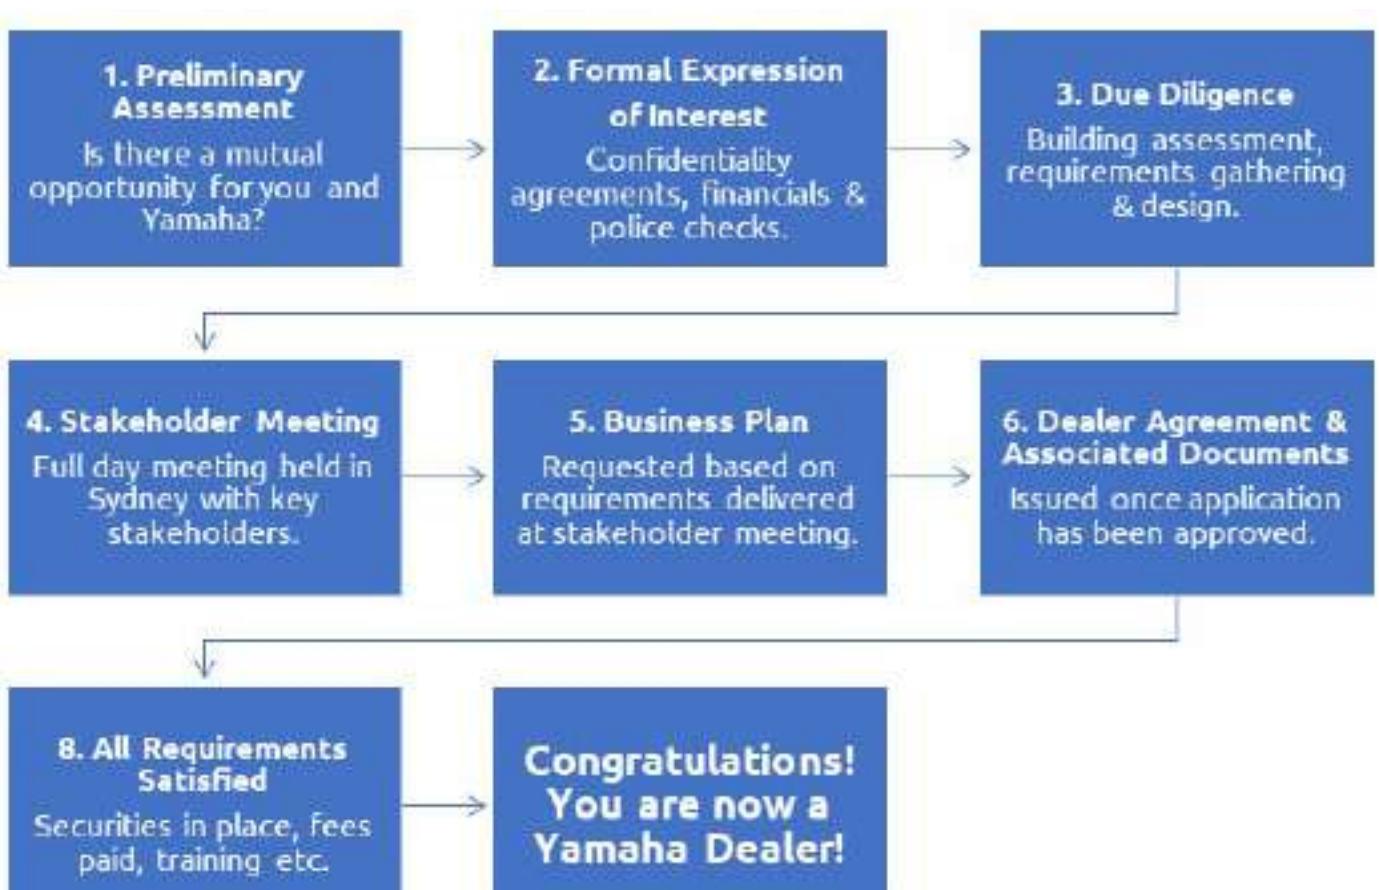 1. Preliminary
Assessment
Is there a mutual
opportunity for you and
Yamaha?
2. Formal Expression
of Interest
Confidentiality
agreements, financials &
police checks.
3. Due Diligence
Building assessment,
requirements gathering
& design.
4. Stakeholder Meeting
Full day meeting held in
Sydney with key
stakeholders.
5. Business Plan
Requested based on
requirements delivered
at stakeholder meeting.
6. Dealer Agreement &
Associated Documents
Issued once application
has been approved.
8. All Requirements
Satisfied
Securities in place, fees
paid, training etc.
Congratulations!
You are now a
Yamaha Dealer!